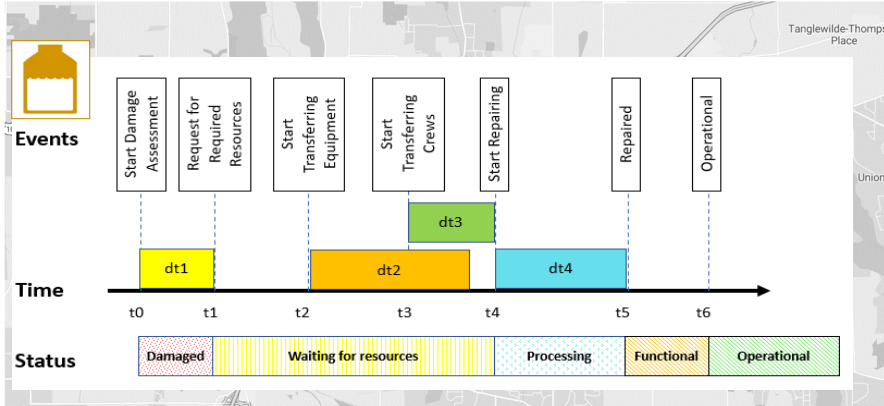 Tanglewilde-Thomps
Place
Events
Start Damage
Assessment
Request for
Required
Resources
Start
Transferring
Equipment
Start
Transferring
Crews
Start Repairing
Repaired
Operational
Union
dt3
dt1
dt2
dt4
Time
t0
t1
t2
t3
t4
t5
t6
Status
Damaged
Waiting for resources
Processing
Functional
Operational